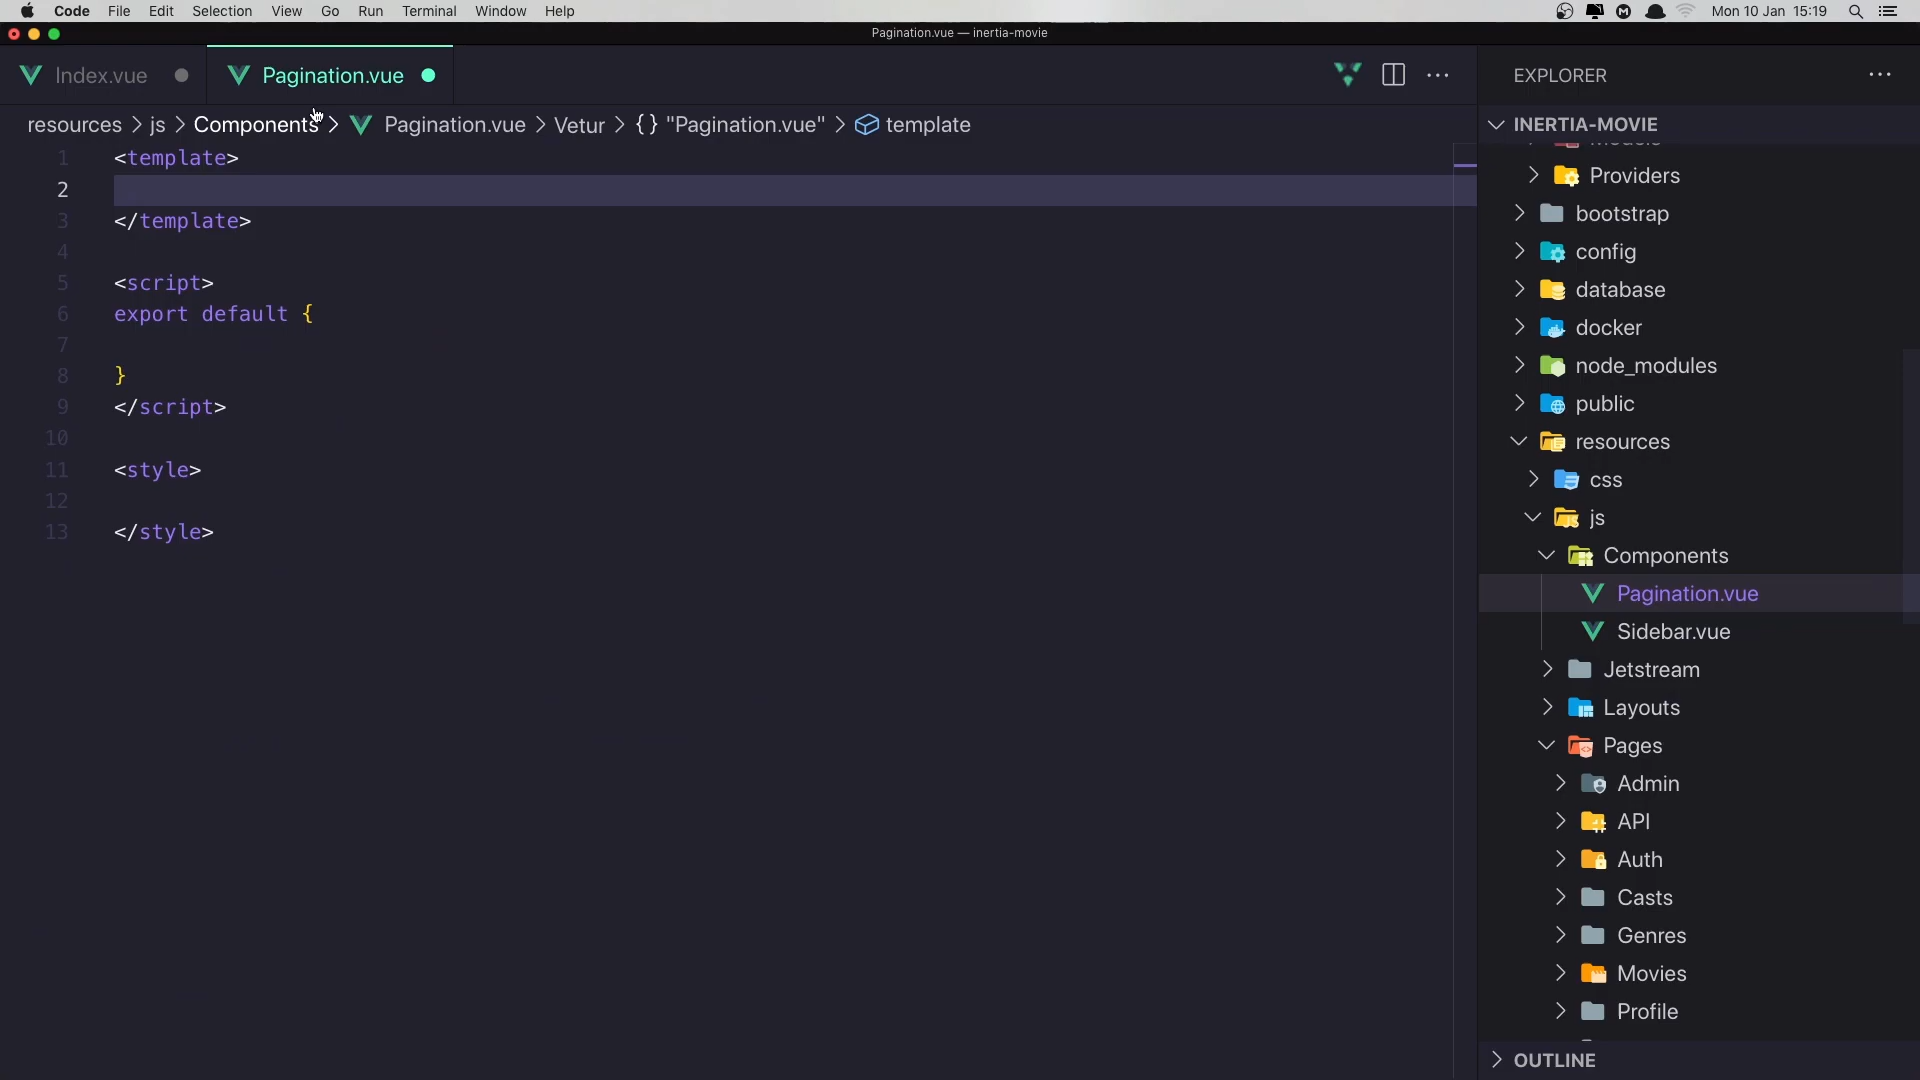 Code File Edit Selection View Go Run Terminal Window Help Mon 10 Jan 15:19
Pagination.vue — inertia-movie
Index.vue Pagination.vue
resources > js > Components > Pagination.vue > Vetur > {} "Pagination.vue" > template
1 <template>
2
3 </template>
4
5 <script>
6 export default {
7
8 }
9 </script>
10
11 <style>
12
13 </style>
EXPLORER
INERTIA-MOVIE
Models
Providers
bootstrap
config
database
docker
node_modules
public
resources
css
js
Components
Pagination.vue
Sidebar.vue
Jetstream
Layouts
Pages
Admin
API
Auth
Casts
Genres
Movies
Profile
OUTLINE